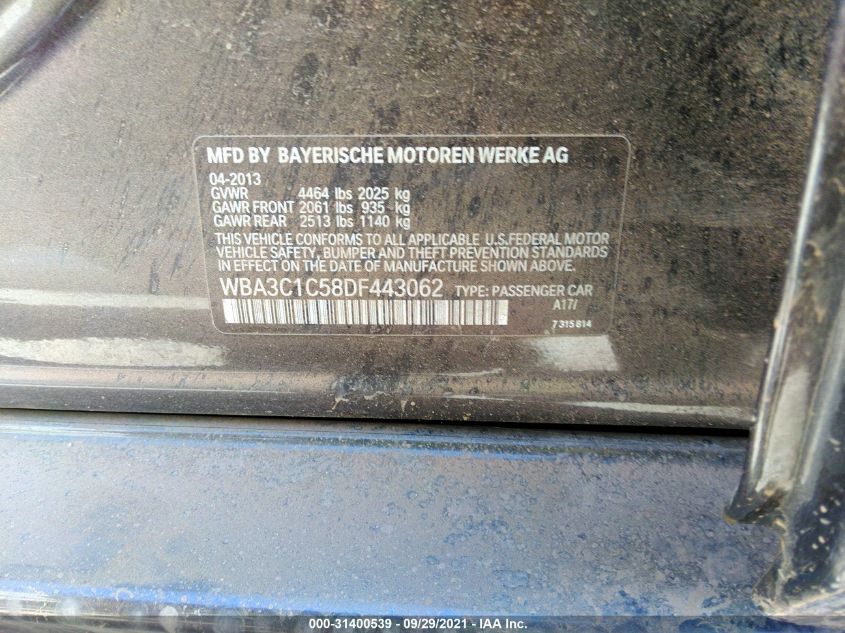 MFD BY BAYERISCHE MOTOREN WERKE AG
04-2013
GVWR 4464 lbs 2025 kg
GAWR FRONT 2061 lbs 935 kg
GAWR REAR 2513 lbs 1140 kg
THIS VEHICLE CONFORMS TO ALL APPLICABLE U.S.FEDERAL MOTOR
VEHICLE SAFETY, BUMPER AND THEFT PREVENTION STANDARDS
IN EFFECT ON THE DATE OF MANUFACTURE SHOWN ABOVE.
WBA3C1C58DF443062 TYPE: PASSENGER CAR
A17/
7315814
000-31400539 - 09/29/2021 - IAA Inc.